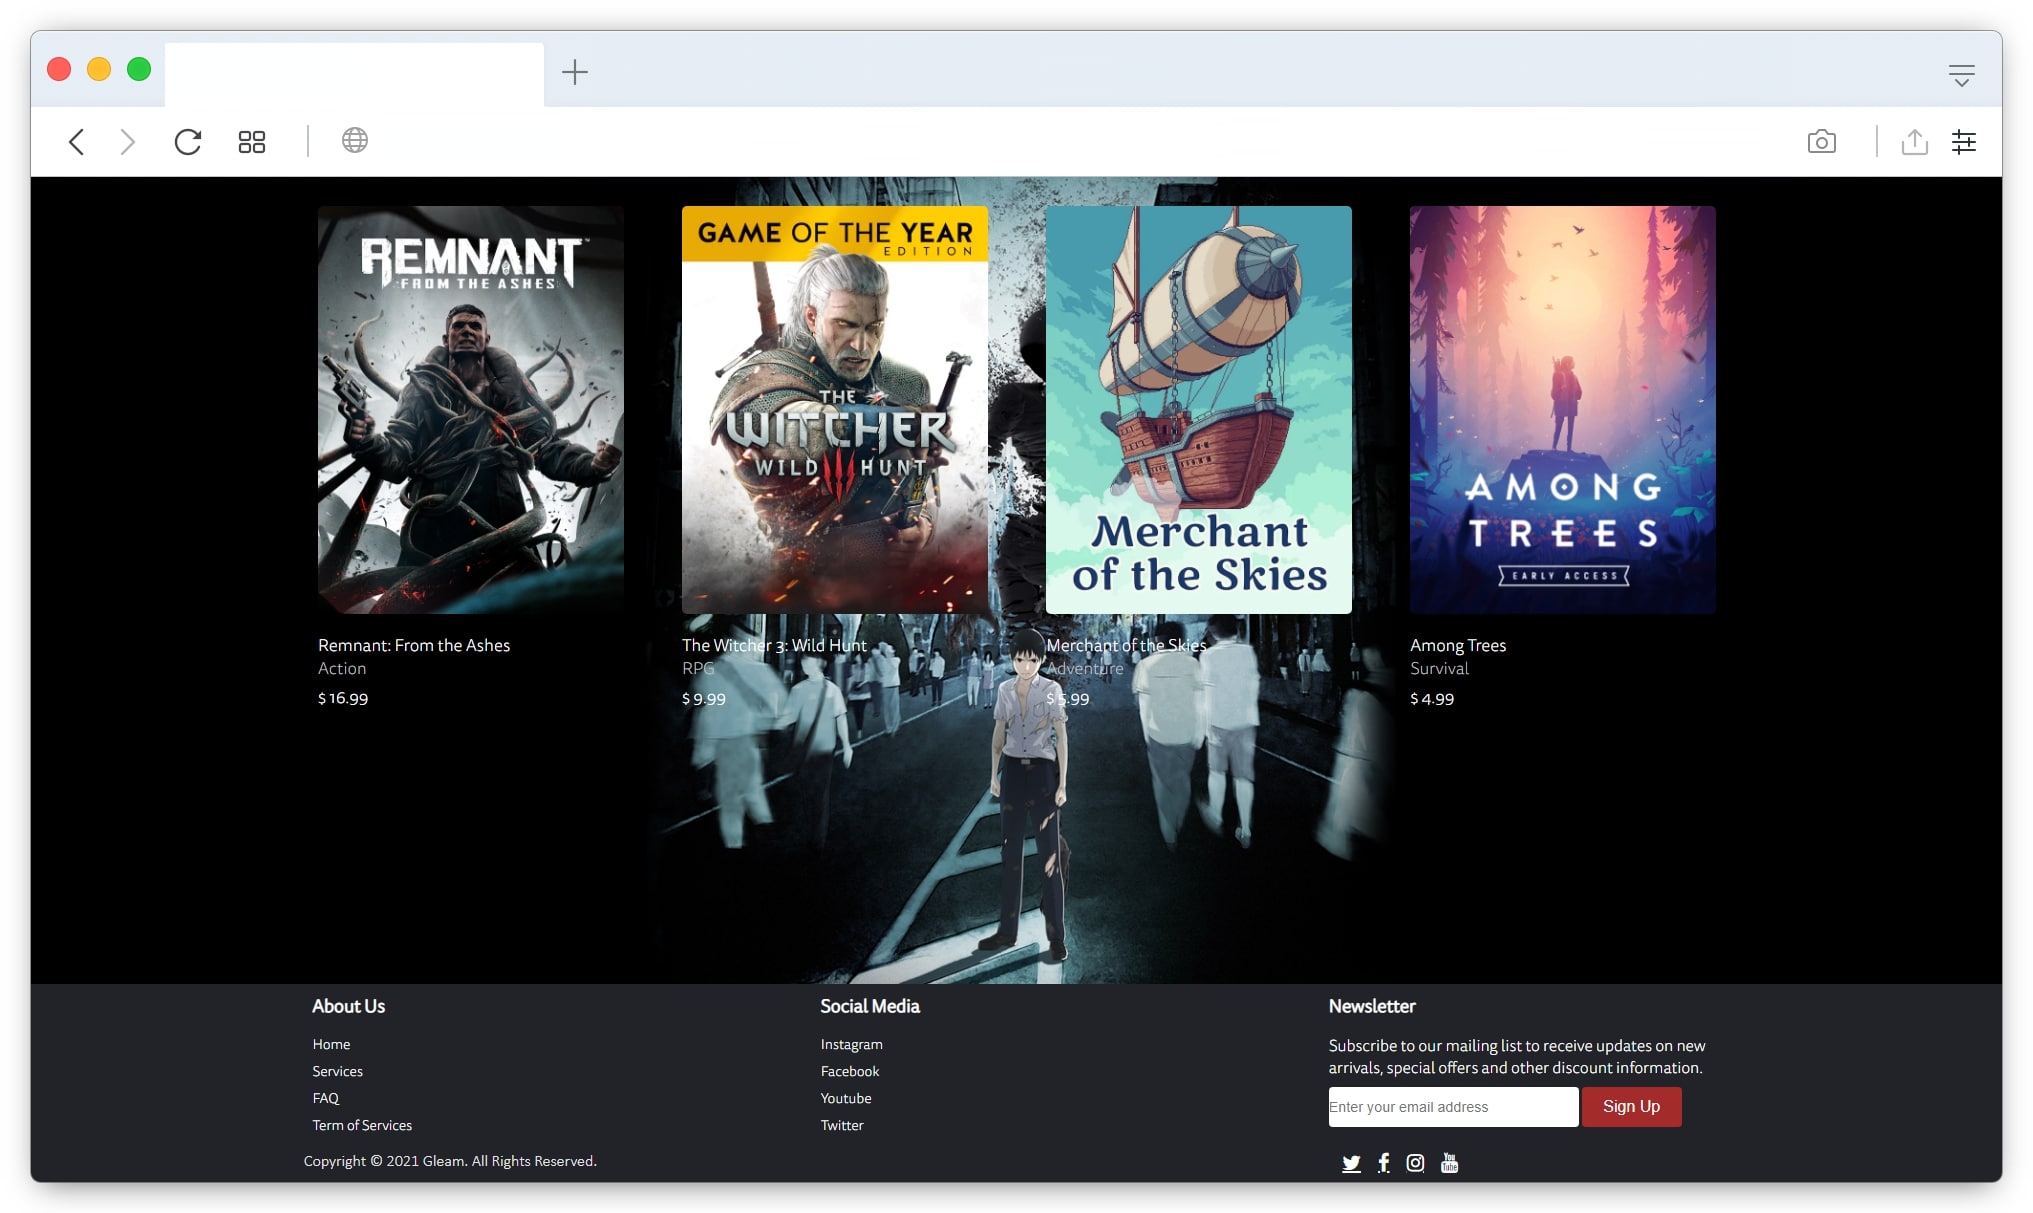 REMNANT
FROM THE ASHES
GAME OF THE YEAR
EDITION
THE
WITCHER
WILD HUNT
Merchant
of the Skies
AMONG
TREES
EARLY ACCESS
Remnant: From the Ashes
Action
$ 16.99
The Witcher 3: Wild Hunt
RPG
$ 9.99
Merchant of the Skies
Adventure
$ 5.99
Among Trees
Survival
$ 4.99
About Us
Home
Services
FAQ
Term of Services
Copyright © 2021 Gleam. All Rights Reserved.
Social Media
Instagram
Facebook
Youtube
Twitter
Newsletter
Subscribe to our mailing list to receive updates on new
arrivals, special offers and other discount information.
Enter your email address
Sign Up
You
Tube